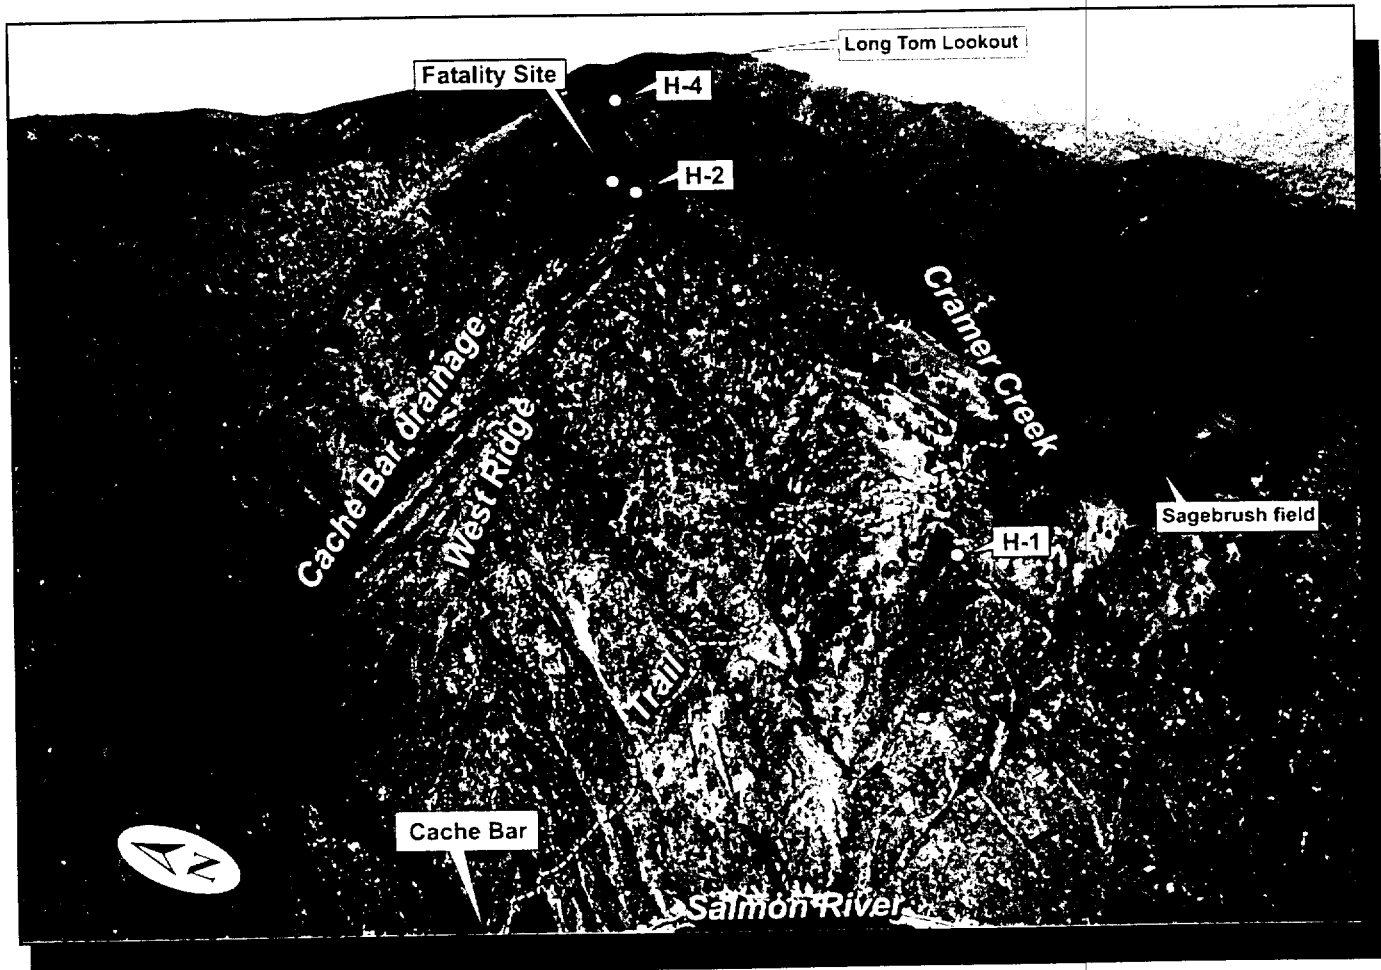 Long Tom Lookout
Fatality Site
H-4
H-2
Cramer Creek
Cache Bar drainage
West Ridge
Sagebrush field
H-1
Trail
Cache Bar
N
Salmon River